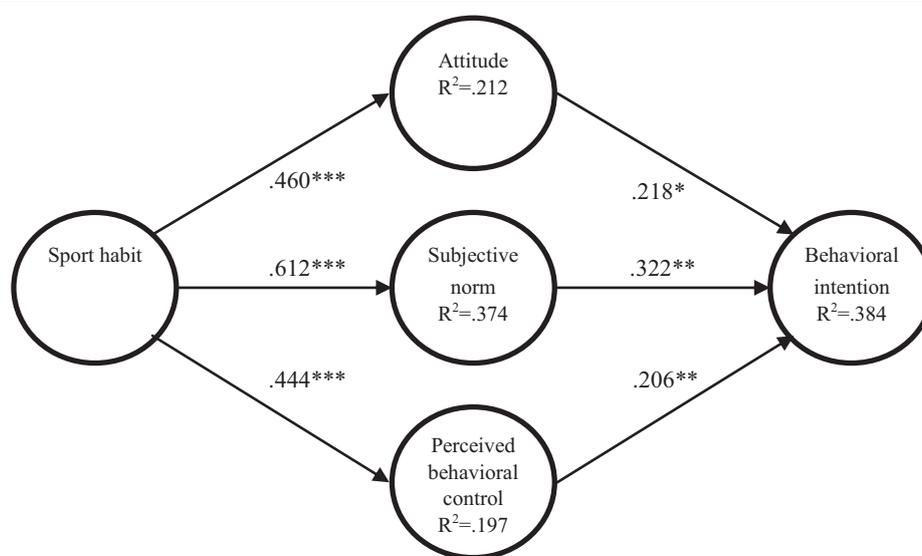 Attitude
R²=.212
.460***
.218*
Sport habit
.612***
Subjective
norm
R²=.374
.322**
Behavioral
intention
R²=.384
.444***
.206**
Perceived
behavioral
control
R²=.197